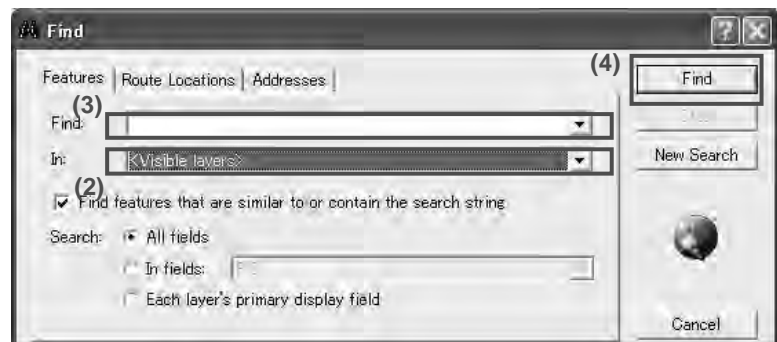 Find
Features Route Locations Addresses
(4) Find
(3)
Find:
In: <Visible layers>
New Search
(2)
Find features that are similar to or contain the search string
Search: All fields
In fields:
Each layer's primary display field
Cancel